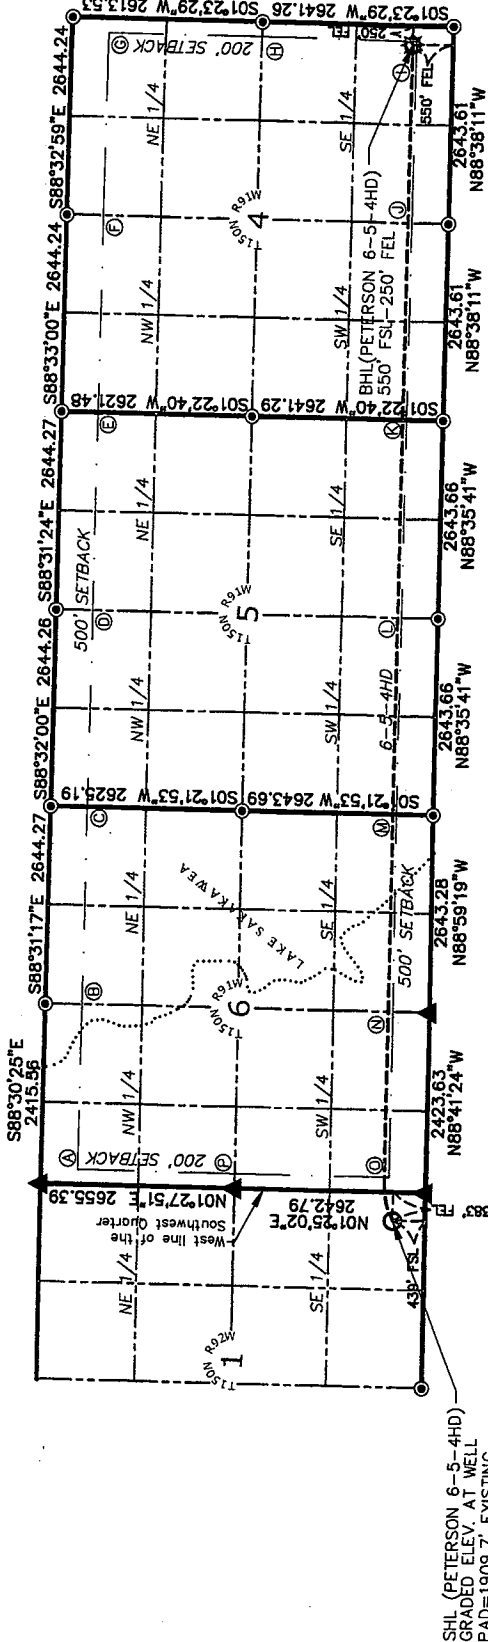 S88°30'25"E
2415.56
S88°31'17"E 2644.27
S88°32'00"E 2644.26
S88°31'24"E 2644.27
S88°33'00"E 2644.24
S88°32'59"E 2644.24
N01°27'51"E 2655.39
N01°25'02"E
2642.79
West line of the
Southwest Quarter
NE 1/4
SE 1/4
T150N R92W
1
A
200' SETBACK
P
O
NW 1/4
SW 1/4
B
N
T150N R91W
6
LAKE SAKAKAWEA
NE 1/4
SE 1/4
500' SETBACK
C
M
S01°21'53"W 2625.19
S01°21'53"W 2643.69
NW 1/4
SW 1/4
6-5-4HD
500' SETBACK
D
L
T150N R91W
5
NE 1/4
SE 1/4
E
K
S01°22'40"W 2621.48
S01°22'40"W 2641.29
NW 1/4
SW 1/4
BHL(PETERSON 6-5-4HD)
550' FSL-250' FEL
F
J
T150N R91W
4
NE 1/4
SE 1/4
G
200' SETBACK
H
I
250' FEL
550' FEL
S01°23'29"W 2613.53
S01°23'29"W 2641.26
439' FSL
383' FEL
2423.63
N88°41'24"W
2643.28
N88°59'19"W
2643.66
N88°35'41"W
2643.66
N88°35'41"W
2643.61
N88°38'11"W
2643.61
N88°38'11"W
SHL (PETERSON 6-5-4HD)
GRADED ELEV. AT WELL
PAD=1909.7' EXISTING